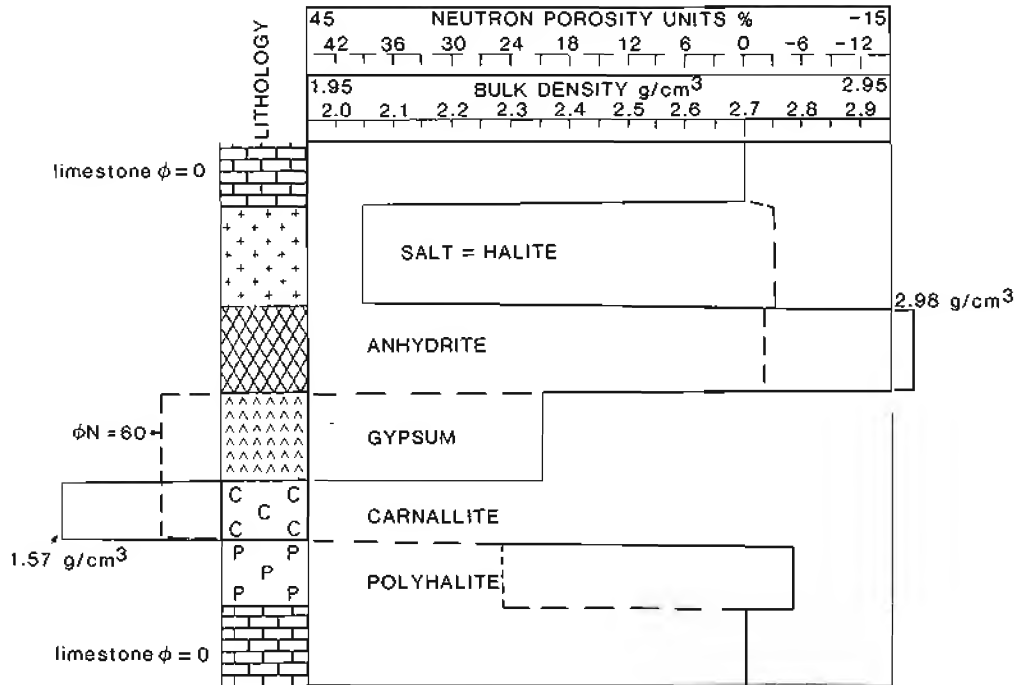 45 NEUTRON POROSITY UNITS % -15
42 36 30 24 18 12 6 0 -6 -12
1.95 BULK DENSITY g/cm³ 2.95
2.0 2.1 2.2 2.3 2.4 2.5 2.6 2.7 2.8 2.9
LITHOLOGY
limestone ϕ = 0
SALT = HALITE
2.98 g/cm³
ANHYDRITE
ϕN = 60
GYPSUM
C C
C
C C
CARNALLITE
1.57 g/cm³
P P
P
P P
POLYHALITE
limestone ϕ = 0